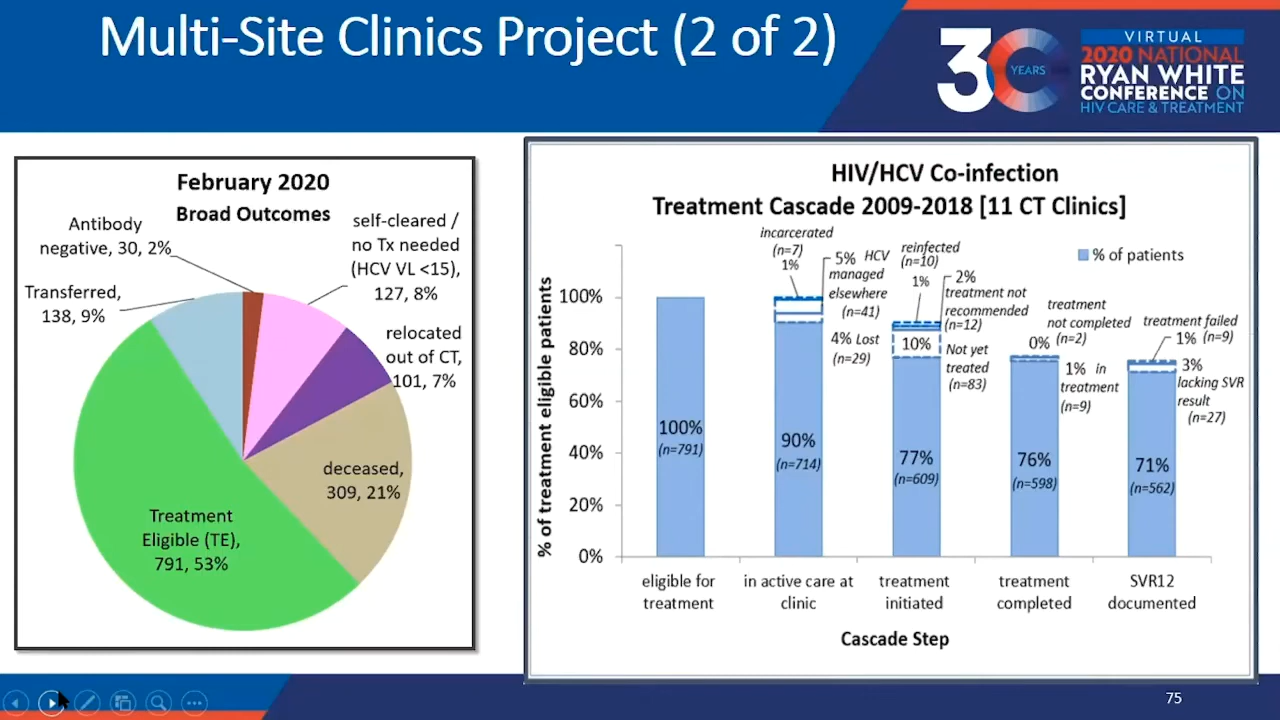 Multi-Site Clinics Project (2 of 2)
30
YEARS
VIRTUAL
2020 NATIONAL
RYAN WHITE
CONFERENCE ON
HIV CARE & TREATMENT
February 2020
Broad Outcomes
Antibody
negative, 30, 2%
self-cleared /
no Tx needed
(HCV VL <15),
127, 8%
Transferred,
138, 9%
relocated
out of CT,
101, 7%
deceased,
309, 21%
Treatment
Eligible (TE),
791, 53%
HIV/HCV Co-infection
Treatment Cascade 2009-2018 [11 CT Clinics]
% of patients
% of treatment eligible patients
100%
80%
60%
40%
20%
0%
100%
(n=791)
incarcerated
(n=7)
1%
5% HCV
managed
elsewhere
(n=41)
4% Lost
(n=29)
90%
(n=714)
reinfected
(n=10)
1%
2%
treatment not
recommended
(n=12)
10%
Not yet
treated
(n=83)
77%
(n=609)
treatment
not completed
(n=2)
0%
1% in
treatment
(n=9)
76%
(n=598)
treatment failed
1% (n=9)
3%
lacking SVR
result
(n=27)
71%
(n=562)
eligible for
treatment
in active care at
clinic
treatment
initiated
treatment
completed
SVR12
documented
Cascade Step
75